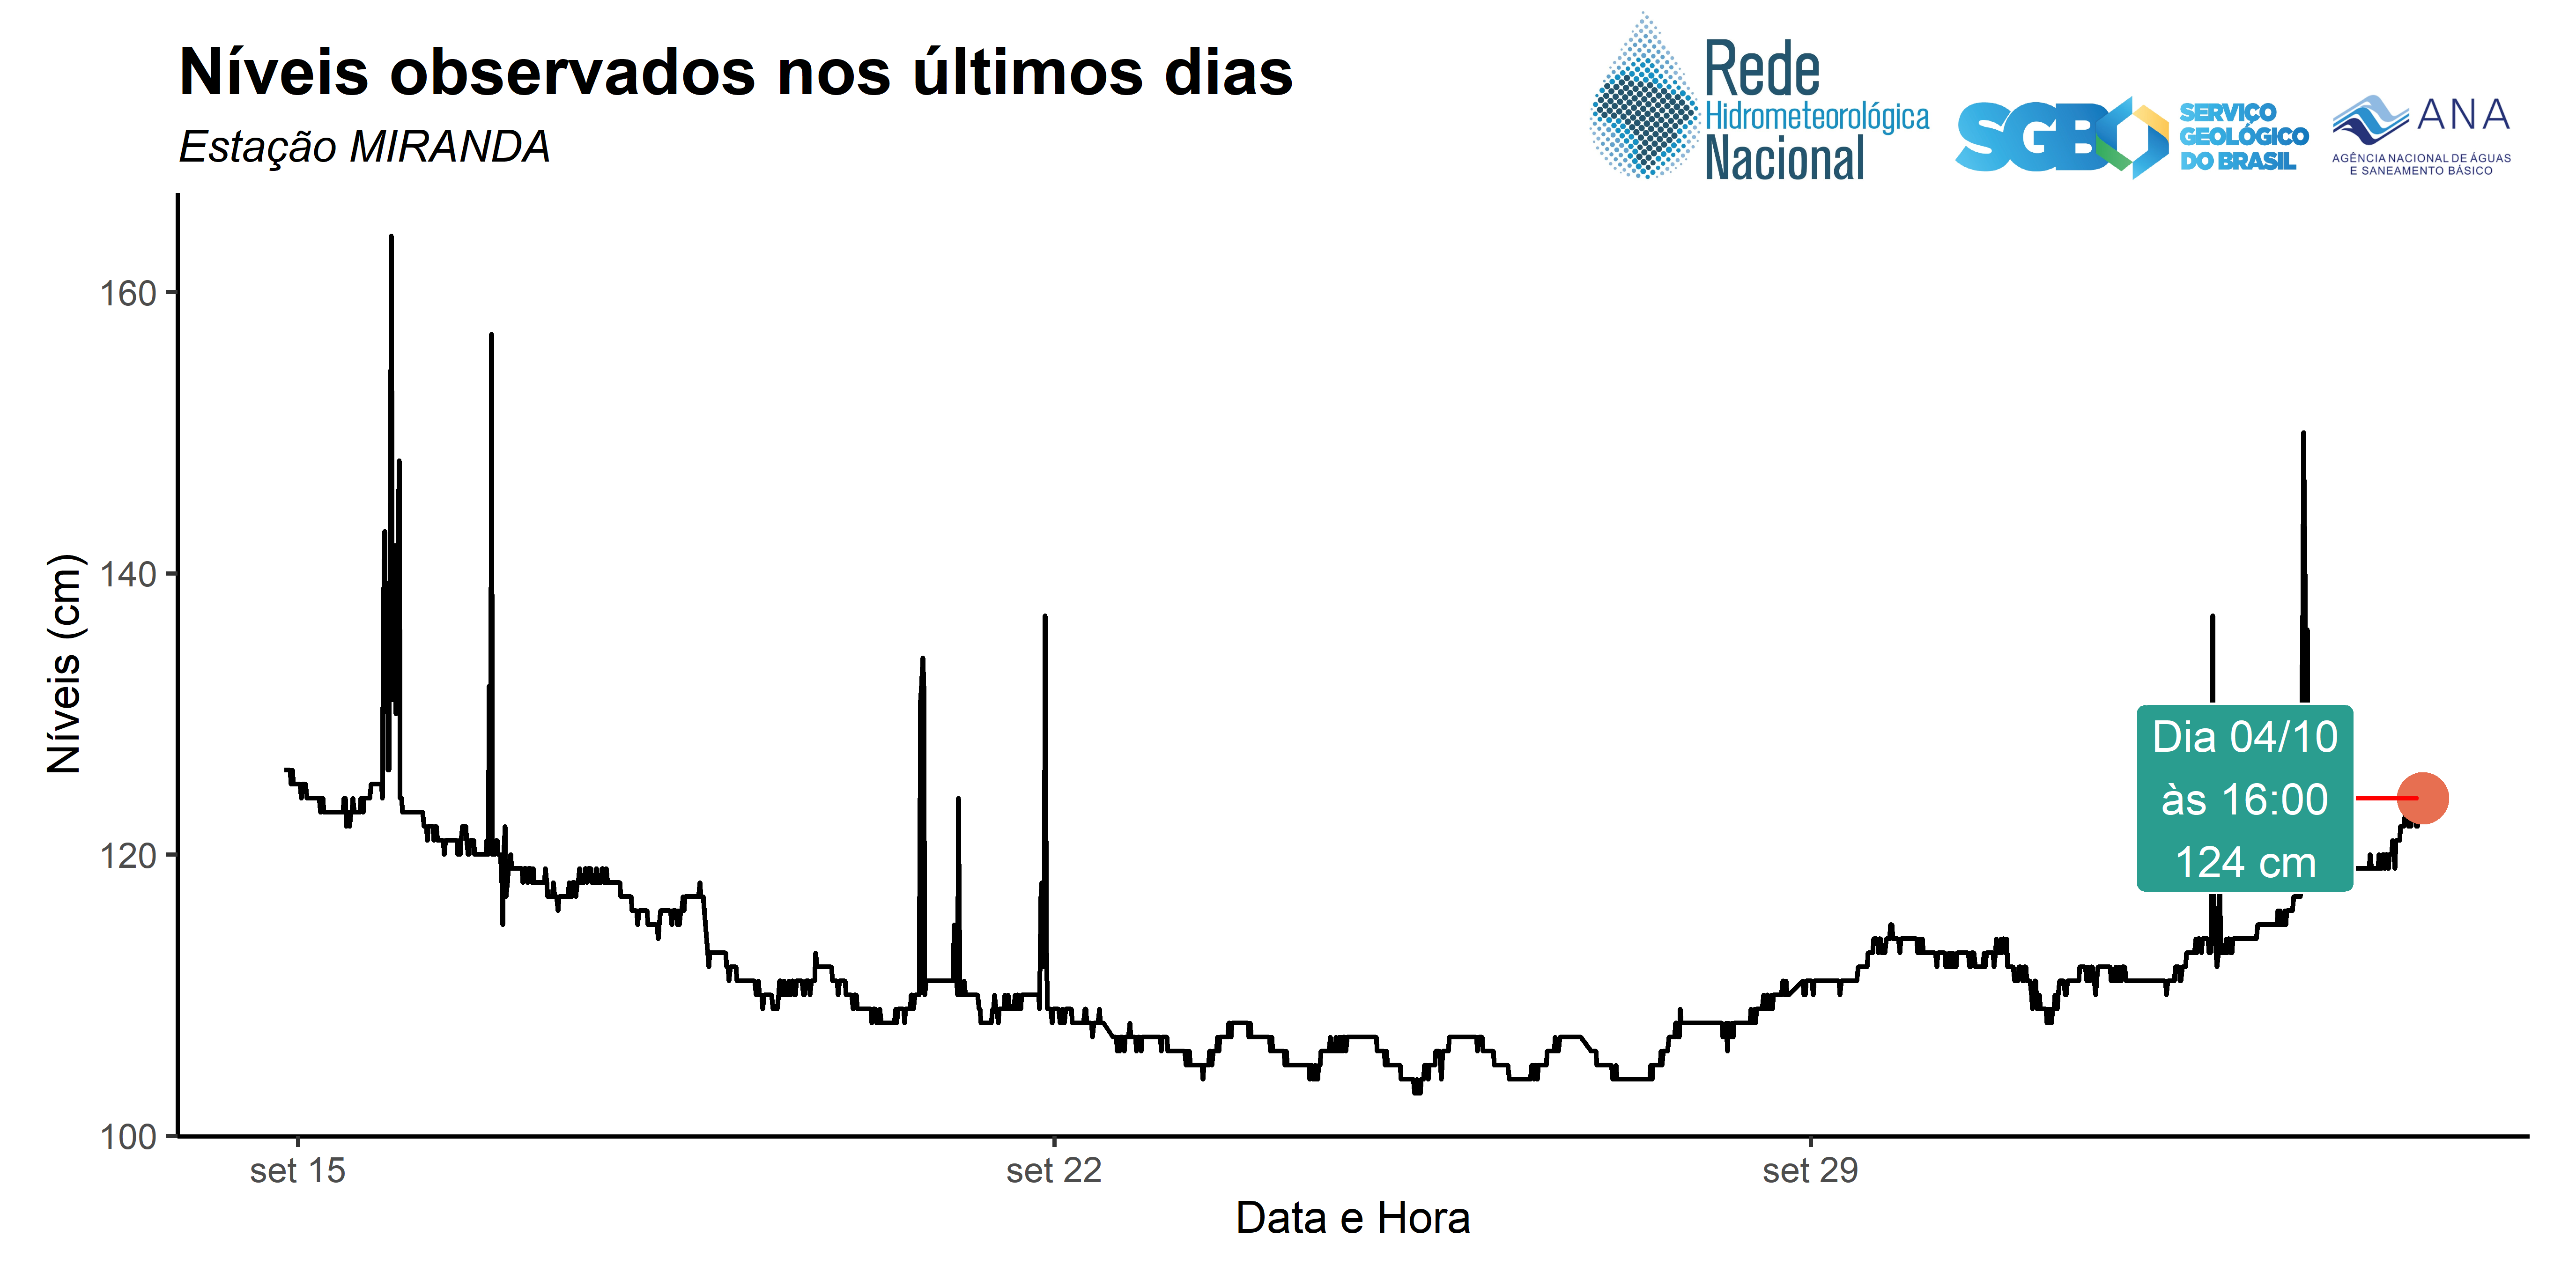 Níveis observados nos últimos dias
Estação MIRANDA
Rede
Hidrometeorológica
Nacional
SGB
SERVIÇO
GEOLÓGICO
DO BRASIL
ANA
AGÊNCIA NACIONAL DE ÁGUAS
E SANEAMENTO BÁSICO
Níveis (cm)
160
140
120
100
Dia 04/10
às 16:00
124 cm
set 15
set 22
set 29
Data e Hora